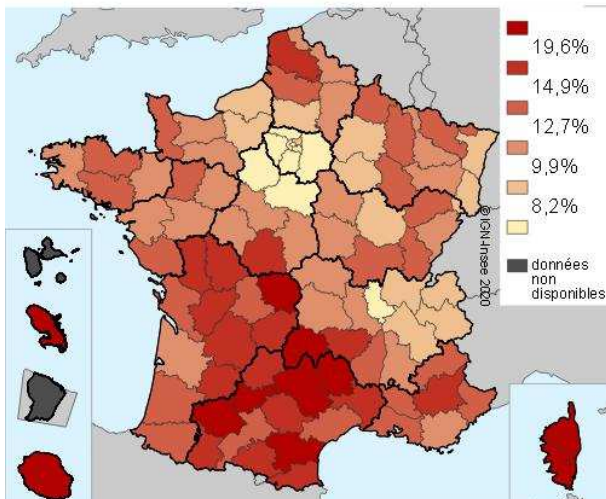 19,6%
14,9%
12,7%
9,9%
8,2%
données
non
disponibles
© IGN-Insee 2020